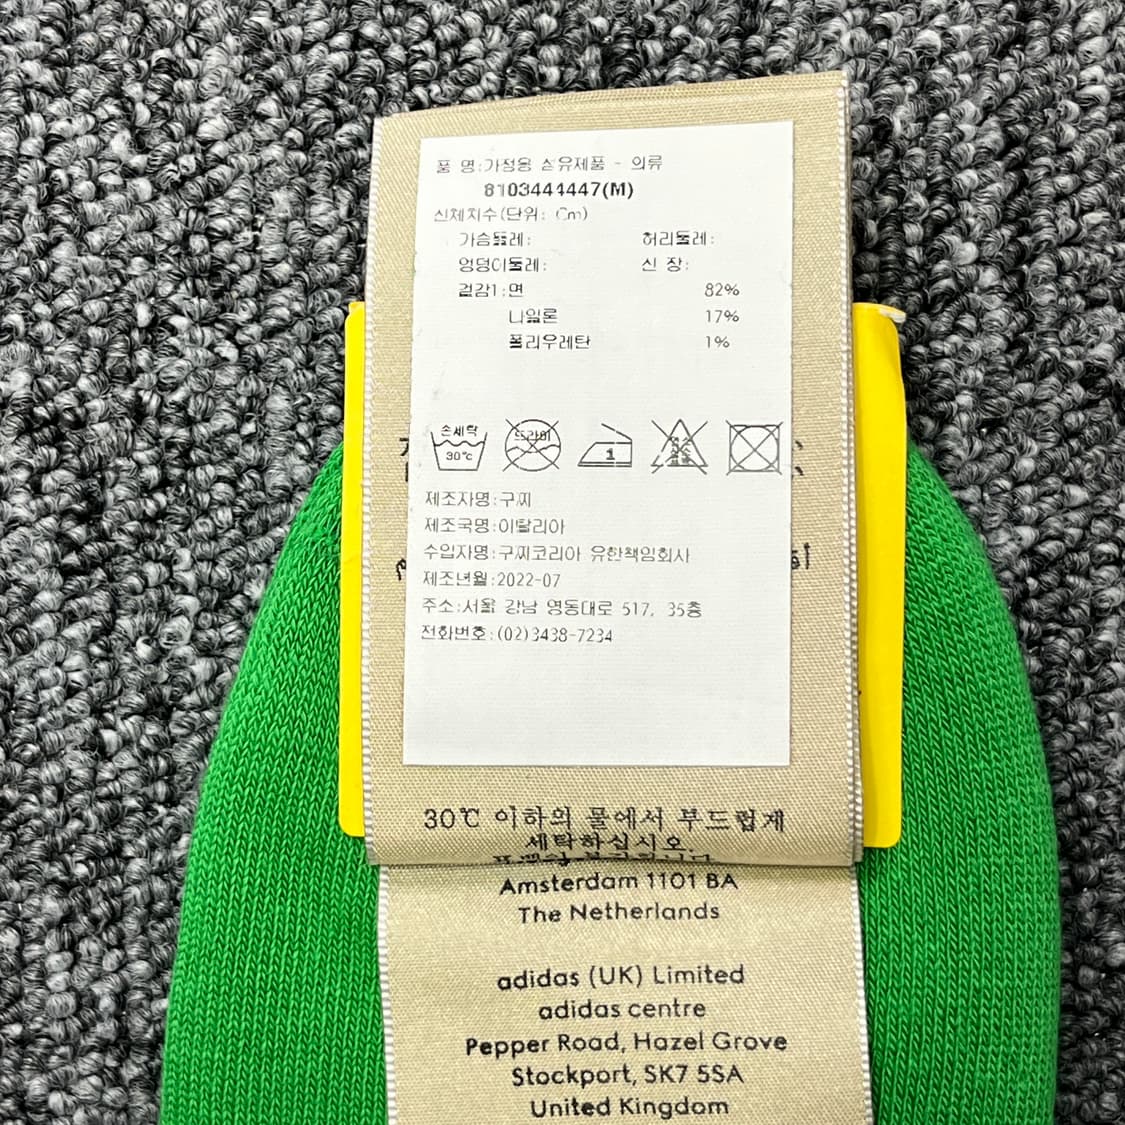 품 명:가정용 섬유제품 - 의류
8103444447(M)
신체치수(단위: Cm)
가슴둘레: 허리둘레:
엉덩이둘레: 신 장:
겉감1:면 82%
나일론 17%
폴리우레탄 1%
손세탁 드라이
30℃ 1
제조자명:구찌
제조국명:이탈리아
수입자명:구찌코리아 유한책임회사
제조년월:2022-07
주소:서울 강남 영동대로 517, 35층
전화번호:(02)3438-7234
30℃ 이하의 물에서 부드럽게
세탁하십시오.
Amsterdam 1101 BA
The Netherlands
adidas (UK) Limited
adidas centre
Pepper Road, Hazel Grove
Stockport, SK7 5SA
United Kingdom